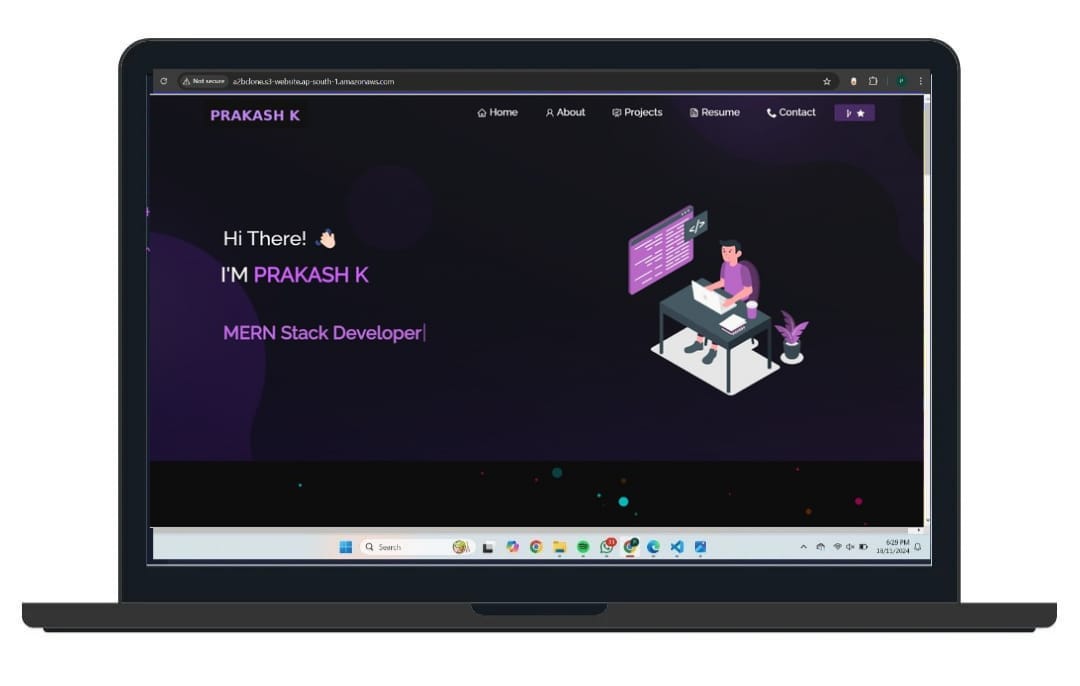 Not secure a2bclone.s3-website.ap-south-1.amazonaws.com
PRAKASH K
Home About Projects Resume Contact
Hi There!
I'M PRAKASH K
</>
MERN Stack Developer
Search
6:29 PM
18/11/2024